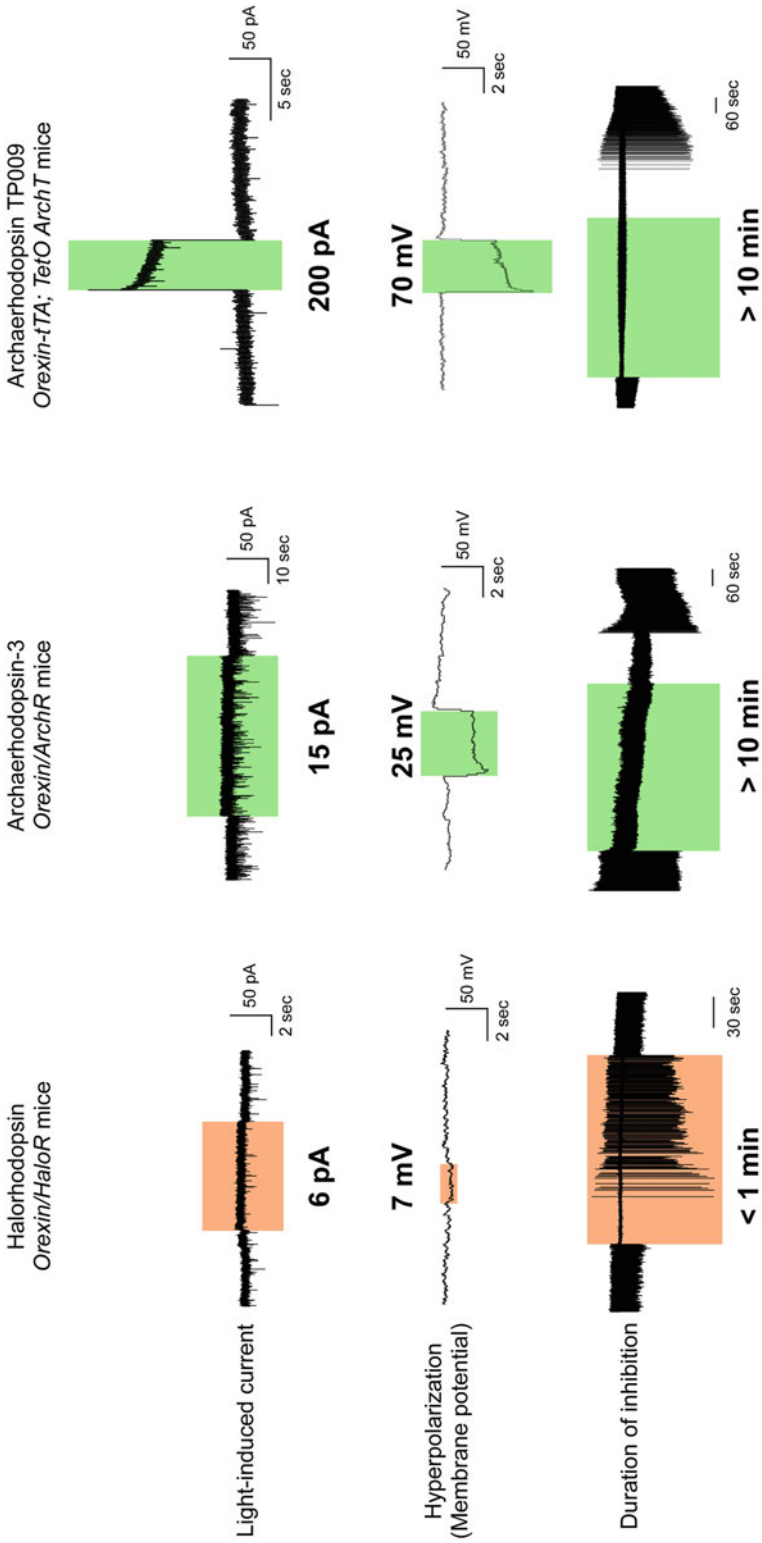 Halorhodopsin
Orexin/HaloR mice
Archaerhodopsin-3
Orexin/ArchR mice
Archaerhodopsin TP009
Orexin-tTA; TetO ArchT mice
Light-induced current
50 pA
2 sec
6 pA
50 pA
10 sec
15 pA
50 pA
5 sec
200 pA
Hyperpolarization
(Membrane potential)
7 mV
50 mV
2 sec
25 mV
50 mV
2 sec
70 mV
50 mV
2 sec
Duration of inhibition
30 sec
< 1 min
60 sec
> 10 min
60 sec
> 10 min